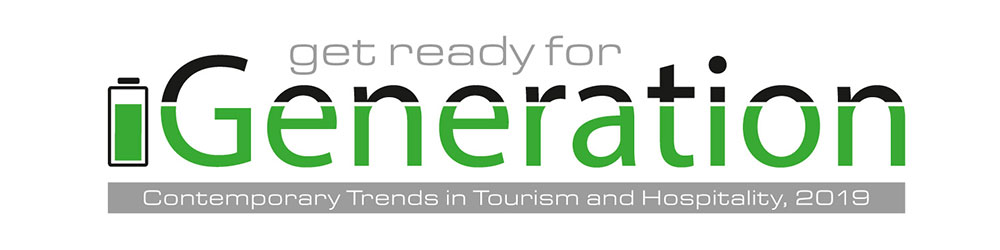 get ready for
iGeneration
Contemporary Trends in Tourism and Hospitality, 2019